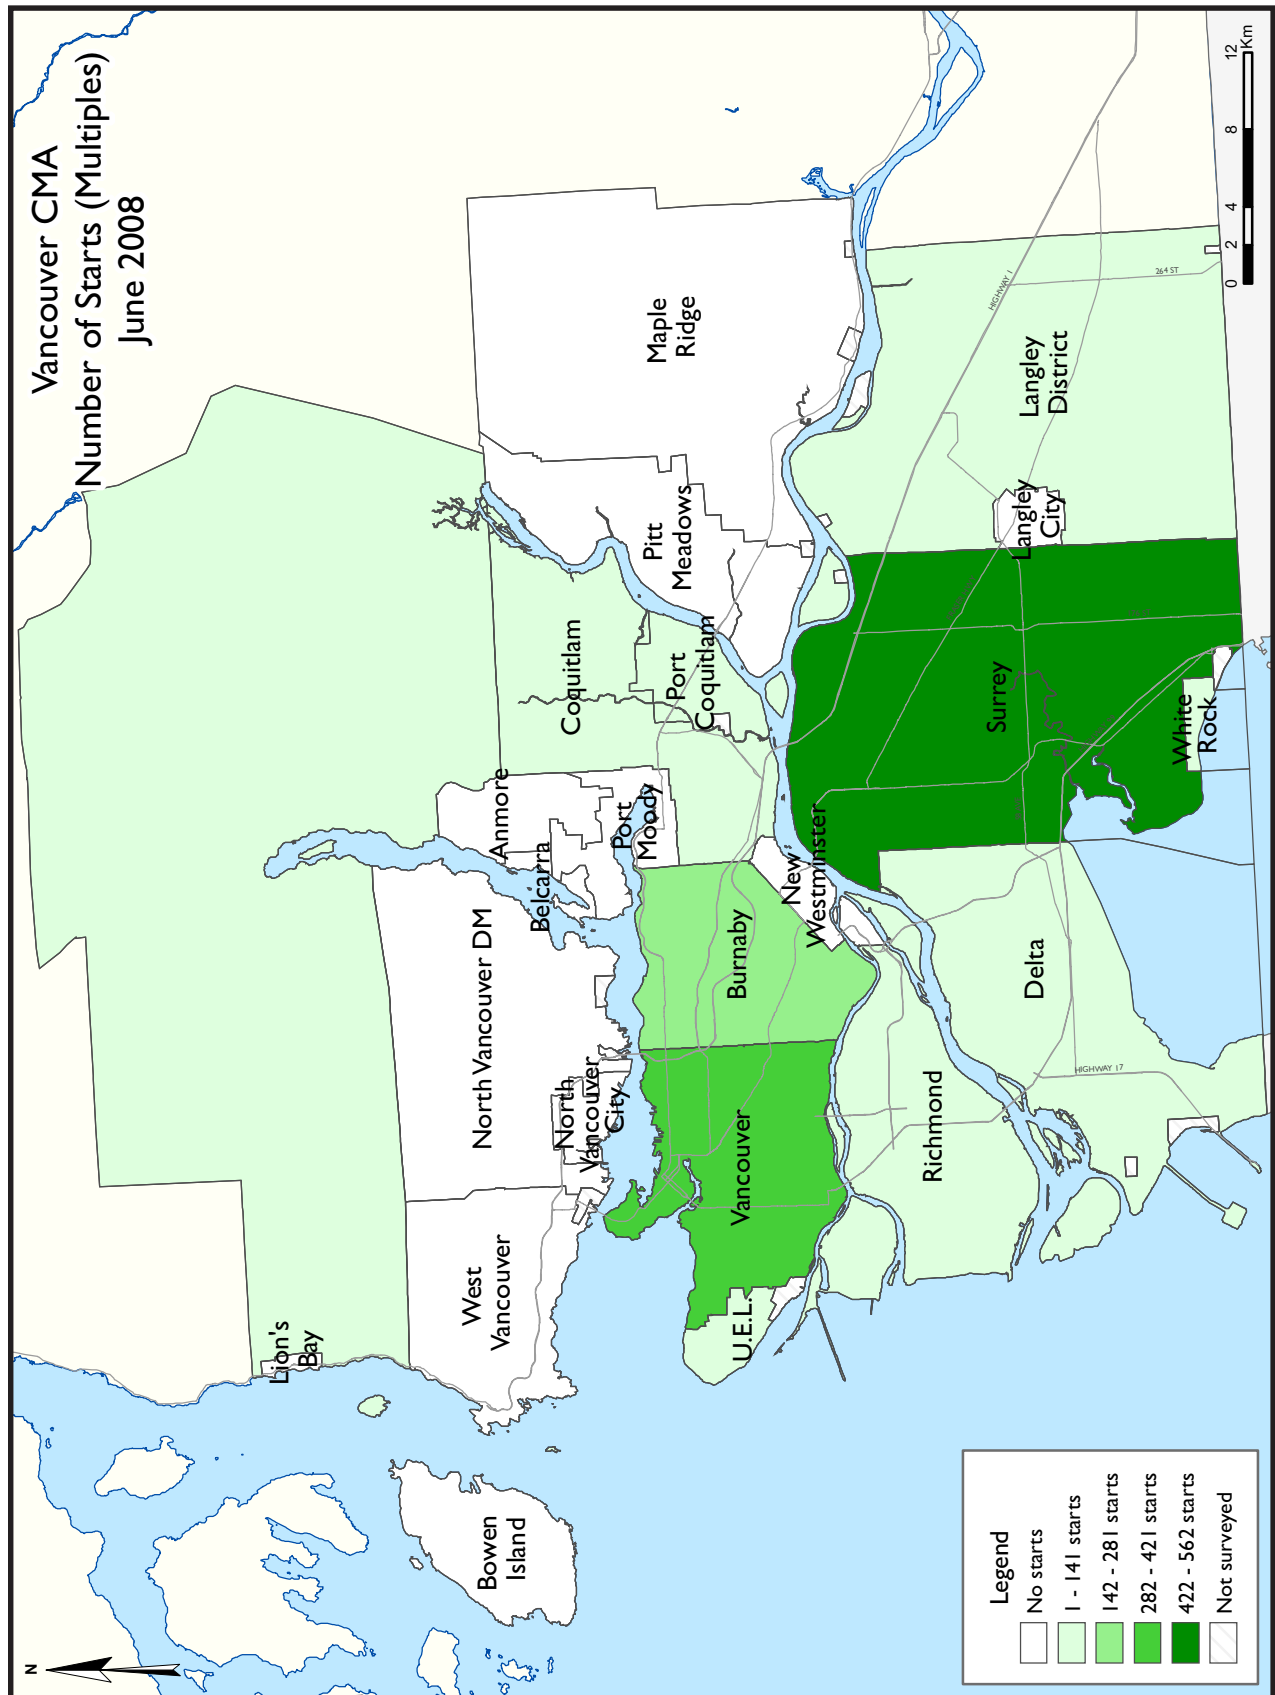 Vancouver CMA
Number of Starts (Multiples)
June 2008
N
Lion's
Bay
Bowen
Island
West
Vancouver
North Vancouver DM
North
Vancouver
City
Anmore
Belcarra
Port
Moody
Coquitlam
Port
Coquitlam
Pitt
Meadows
Maple
Ridge
U.E.L.
Vancouver
Burnaby
New
Westminster
Richmond
Delta
Surrey
White
Rock
Langley
City
Langley
District
HIGHWAY 1
264 ST
HIGHWAY 17
Legend
No starts
1 - 141 starts
142 - 281 starts
282 - 421 starts
422 - 562 starts
Not surveyed
0 2 4 8 12
Km